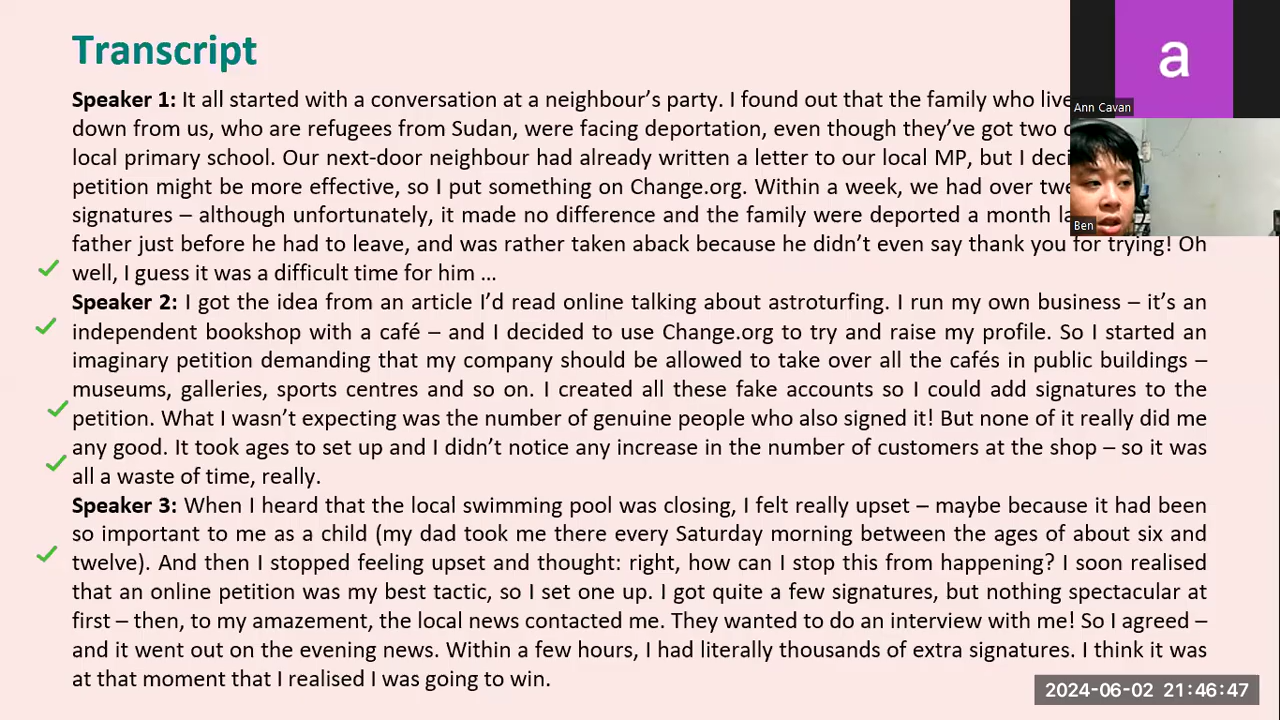 Transcript
Speaker 1: It all started with a conversation at a neighbour's party. I found out that the family who live
down from us, who are refugees from Sudan, were facing deportation, even though they've got two
local primary school. Our next-door neighbour had already written a letter to our local MP, but I
petition might be more effective, so I put something on Change.org. Within a week, we had over
signatures – although unfortunately, it made no difference and the family were deported a month
father just before he had to leave, and was rather taken aback because he didn't even say thank you for trying! Oh
well, I guess it was a difficult time for him ...
Speaker 2: I got the idea from an article I'd read online talking about astroturfing. I run my own business – it's an
independent bookshop with a café – and I decided to use Change.org to try and raise my profile. So I started an
imaginary petition demanding that my company should be allowed to take over all the cafés in public buildings –
museums, galleries, sports centres and so on. I created all these fake accounts so I could add signatures to the
petition. What I wasn't expecting was the number of genuine people who also signed it! But none of it really did me
any good. It took ages to set up and I didn't notice any increase in the number of customers at the shop – so it was
all a waste of time, really.
Speaker 3: When I heard that the local swimming pool was closing, I felt really upset – maybe because it had been
so important to me as a child (my dad took me there every Saturday morning between the ages of about six and
twelve). And then I stopped feeling upset and thought: right, how can I stop this from happening? I soon realised
that an online petition was my best tactic, so I set one up. I got quite a few signatures, but nothing spectacular at
first – then, to my amazement, the local news contacted me. They wanted to do an interview with me! So I agreed –
and it went out on the evening news. Within a few hours, I had literally thousands of extra signatures. I think it was
at that moment that I realised I was going to win.
a
Ann Cavan
Ben
2024-06-02 21:46:47